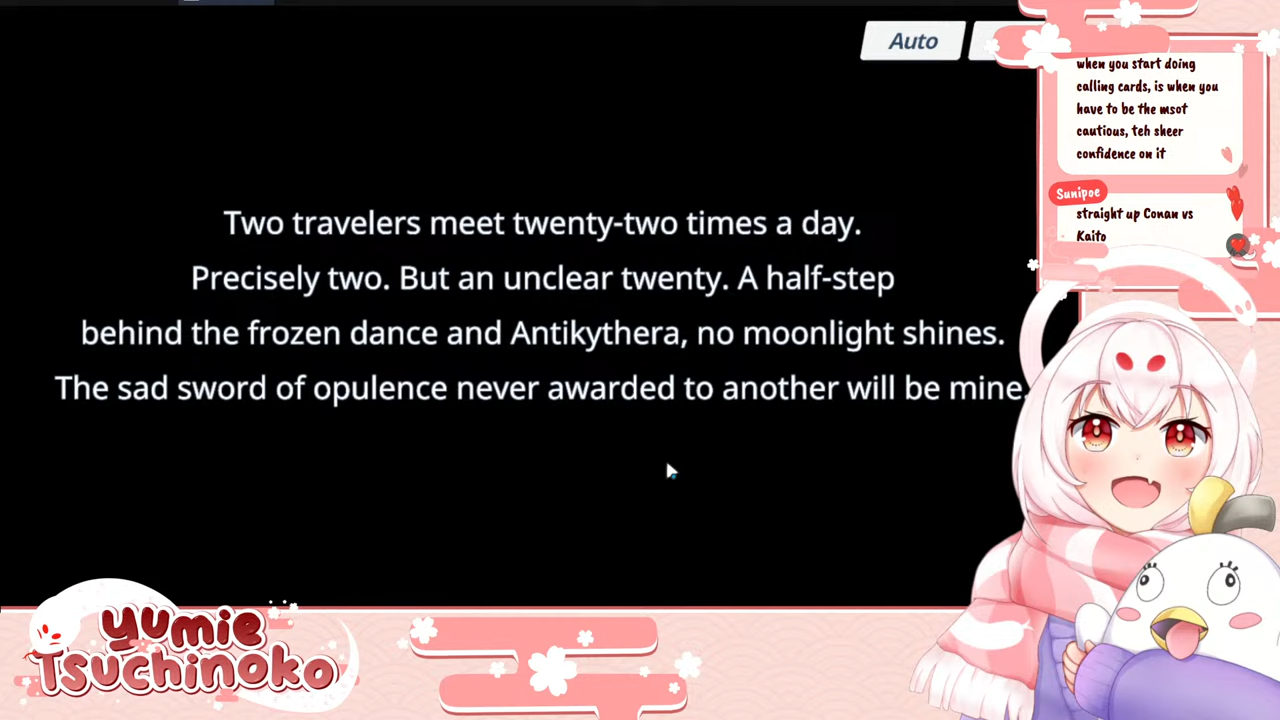 Auto
Two travelers meet twenty-two times a day.
Precisely two. But an unclear twenty. A half-step
behind the frozen dance and Antikythera, no moonlight shines.
The sad sword of opulence never awarded to another will be mine.
when you start doing
calling cards, is when you
have to be the msot
cautious, teh sheer
confidence on it
Sunipoe
straight up Conan vs
Kaito
yumie
Tsuchinoko